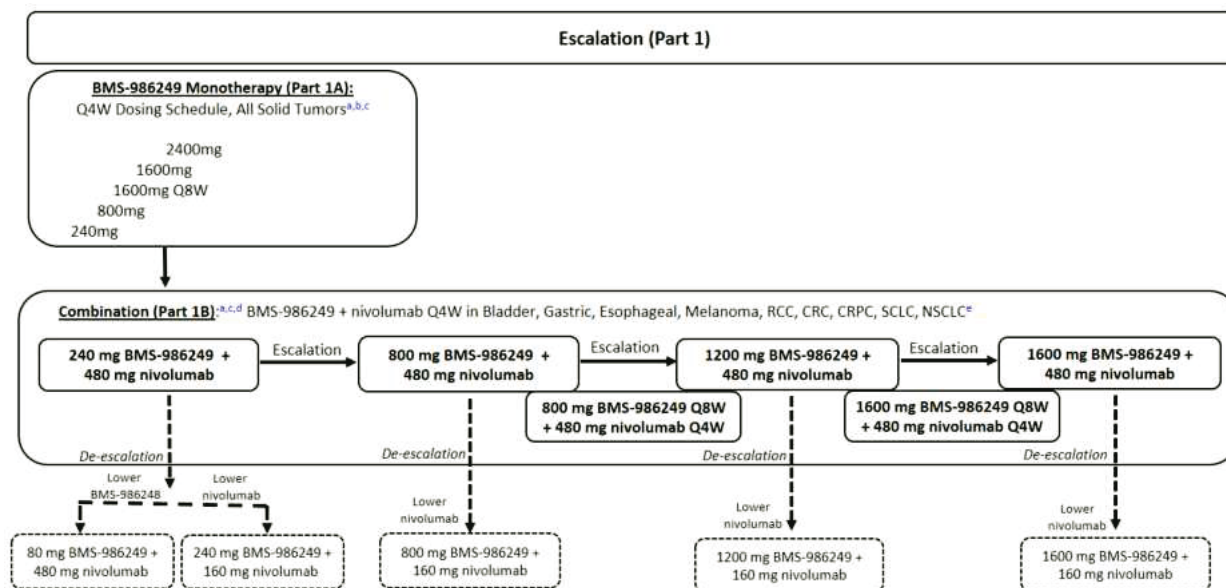 Escalation (Part 1)
BMS-986249 Monotherapy (Part 1A):
Q4W Dosing Schedule, All Solid Tumorsa,b,c
2400mg
1600mg
1600mg Q8W
800mg
240mg
Combination (Part 1B):a,c,d BMS-986249 + nivolumab Q4W in Bladder, Gastric, Esophageal, Melanoma, RCC, CRC, CRPC, SCLC, NSCLCe
240 mg BMS-986249 +
480 mg nivolumab
Escalation
800 mg BMS-986249 +
480 mg nivolumab
Escalation
1200 mg BMS-986249 +
480 mg nivolumab
Escalation
1600 mg BMS-986249 +
480 mg nivolumab
800 mg BMS-986249 Q8W
+ 480 mg nivolumab Q4W
1600 mg BMS-986249 Q8W
+ 480 mg nivolumab Q4W
De-escalation
De-escalation
De-escalation
De-escalation
Lower
BMS-986248
Lower
nivolumab
Lower
nivolumab
Lower
nivolumab
Lower
nivolumab
80 mg BMS-986249 +
480 mg nivolumab
240 mg BMS-986249 +
160 mg nivolumab
800 mg BMS-986249 +
160 mg nivolumab
1200 mg BMS-986249 +
160 mg nivolumab
1600 mg BMS-986249 +
160 mg nivolumab